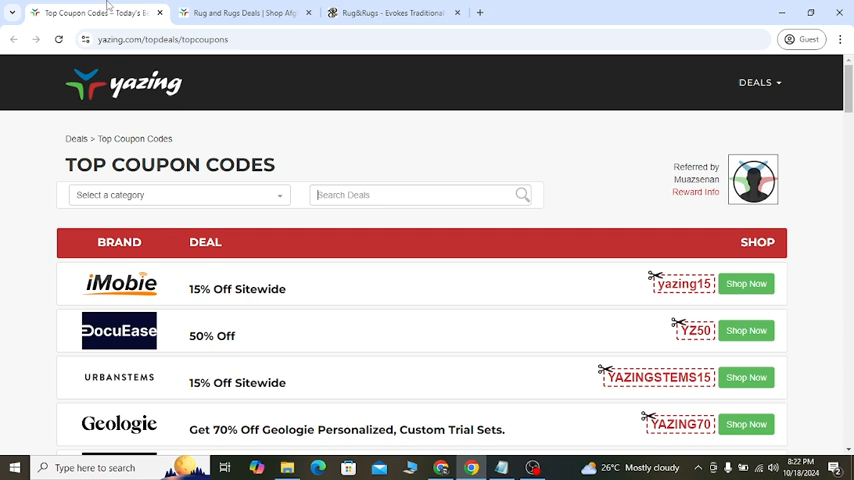 Top Coupon Codes - Today's Be
Rug and Rugs Deals | Shop Afg
Rug&Rugs - Evokes Traditional
yazing.com/topdeals/topcoupons
Guest
yazing
DEALS
Deals > Top Coupon Codes
TOP COUPON CODES
Select a category
Search Deals
Referred by
Muazsenan
Reward Info
BRAND DEAL SHOP
iMobie 15% Off Sitewide yazing15 Shop Now
DocuEase 50% Off YZ50 Shop Now
URBANSTEMS 15% Off Sitewide YAZINGSTEMS15 Shop Now
Geologie Get 70% Off Geologie Personalized, Custom Trial Sets. YAZING70 Shop Now
Type here to search
26°C Mostly cloudy
8:22 PM
10/18/2024
2